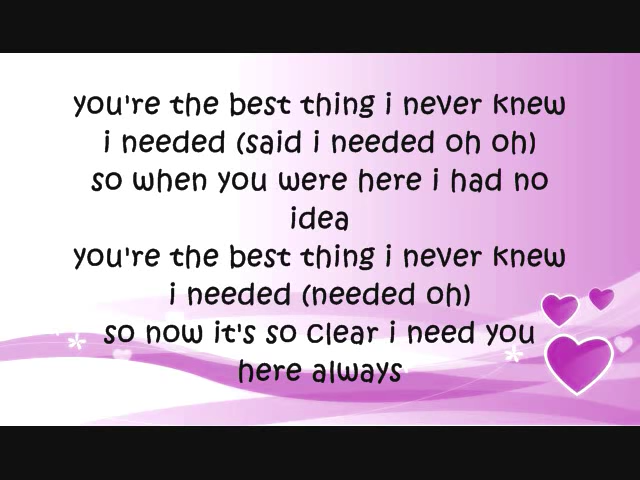 you're the best thing i never knew
i needed (said i needed oh oh)
so when you were here i had no
idea
you're the best thing i never knew
i needed (needed oh)
so now it's so clear i need you
here always